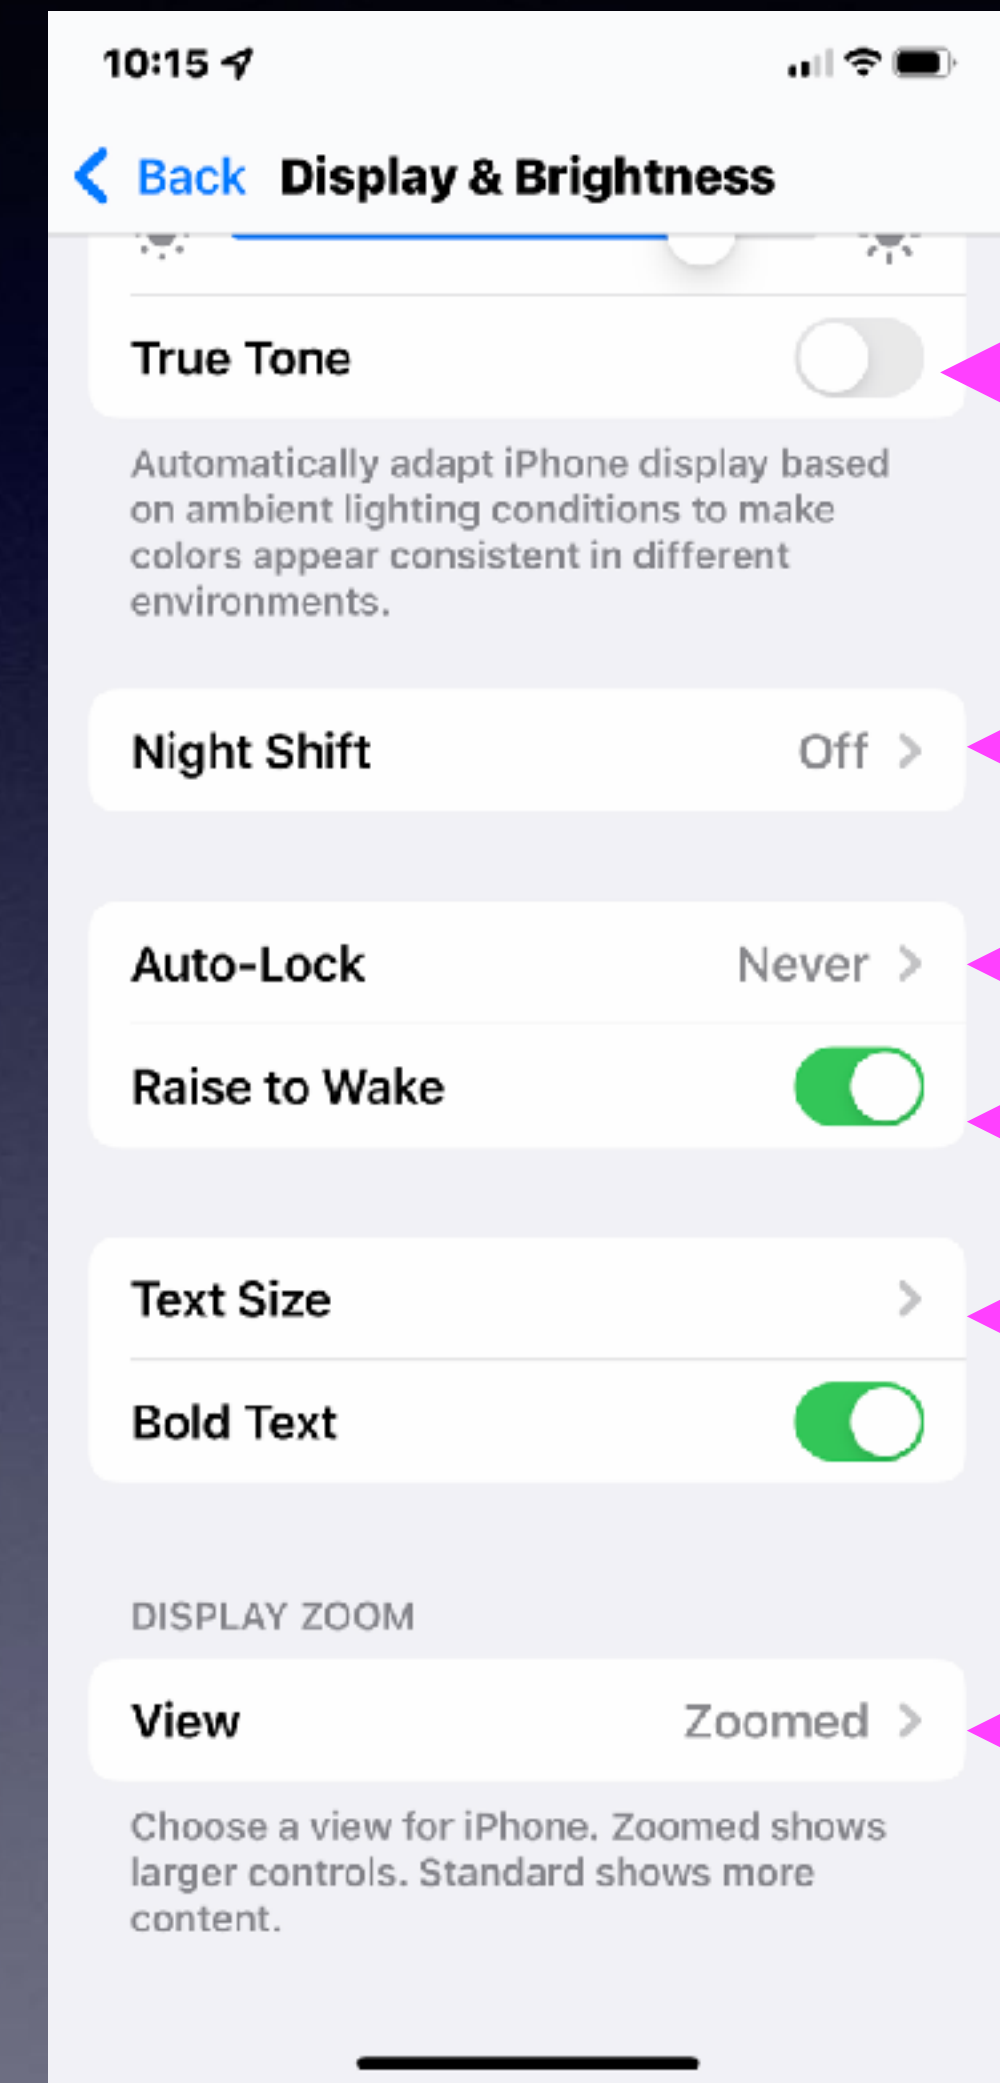 10:15
Back Display & Brightness
True Tone
Automatically adapt iPhone display based
on ambient lighting conditions to make
colors appear consistent in different
environments.
Night Shift Off
Auto-Lock Never
Raise to Wake
Text Size
Bold Text
DISPLAY ZOOM
View Zoomed
Choose a view for iPhone. Zoomed shows
larger controls. Standard shows more
content.